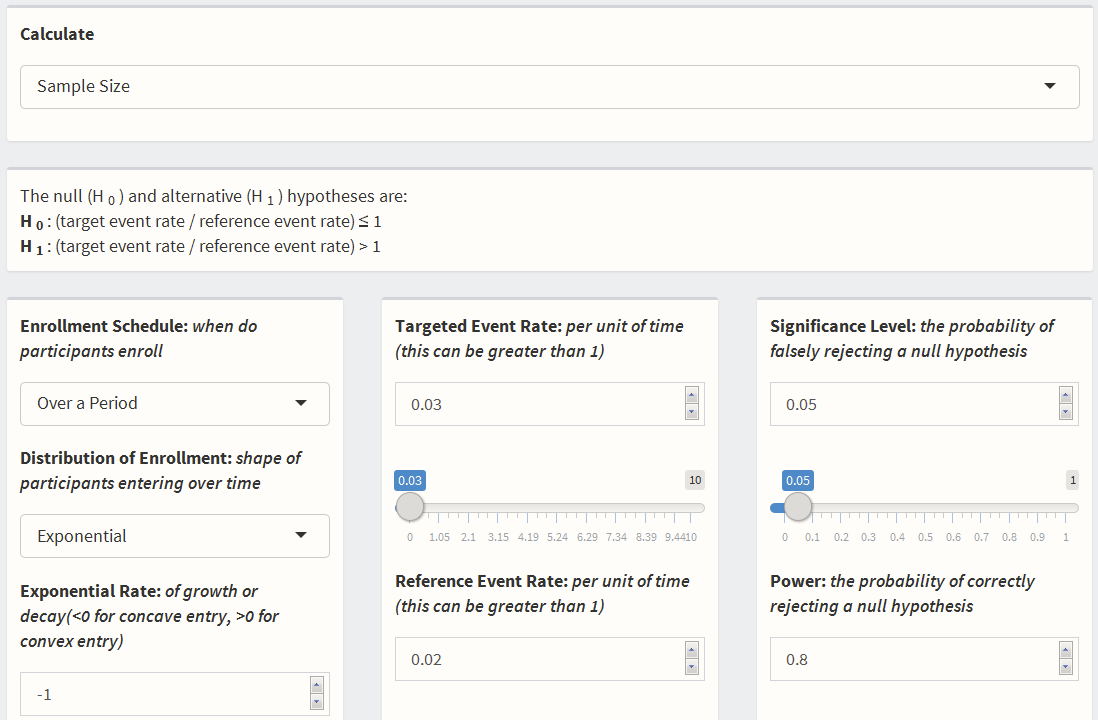 Calculate
Sample Size
The null (H 0 ) and alternative (H 1 ) hypotheses are:
H 0 : (target event rate / reference event rate) ≤ 1
H 1 : (target event rate / reference event rate) > 1
Enrollment Schedule: when do
participants enroll
Over a Period
Distribution of Enrollment: shape of
participants entering over time
Exponential
Exponential Rate: of growth or
decay(<0 for concave entry, >0 for
convex entry)
-1
Targeted Event Rate: per unit of time
(this can be greater than 1)
0.03
0.03 10
0 1.05 2.1 3.15 4.19 5.24 6.29 7.34 8.39 9.4410
Reference Event Rate: per unit of time
(this can be greater than 1)
0.02
Significance Level: the probability of
falsely rejecting a null hypothesis
0.05
0.05 1
0 0.1 0.2 0.3 0.4 0.5 0.6 0.7 0.8 0.9 1
Power: the probability of correctly
rejecting a null hypothesis
0.8